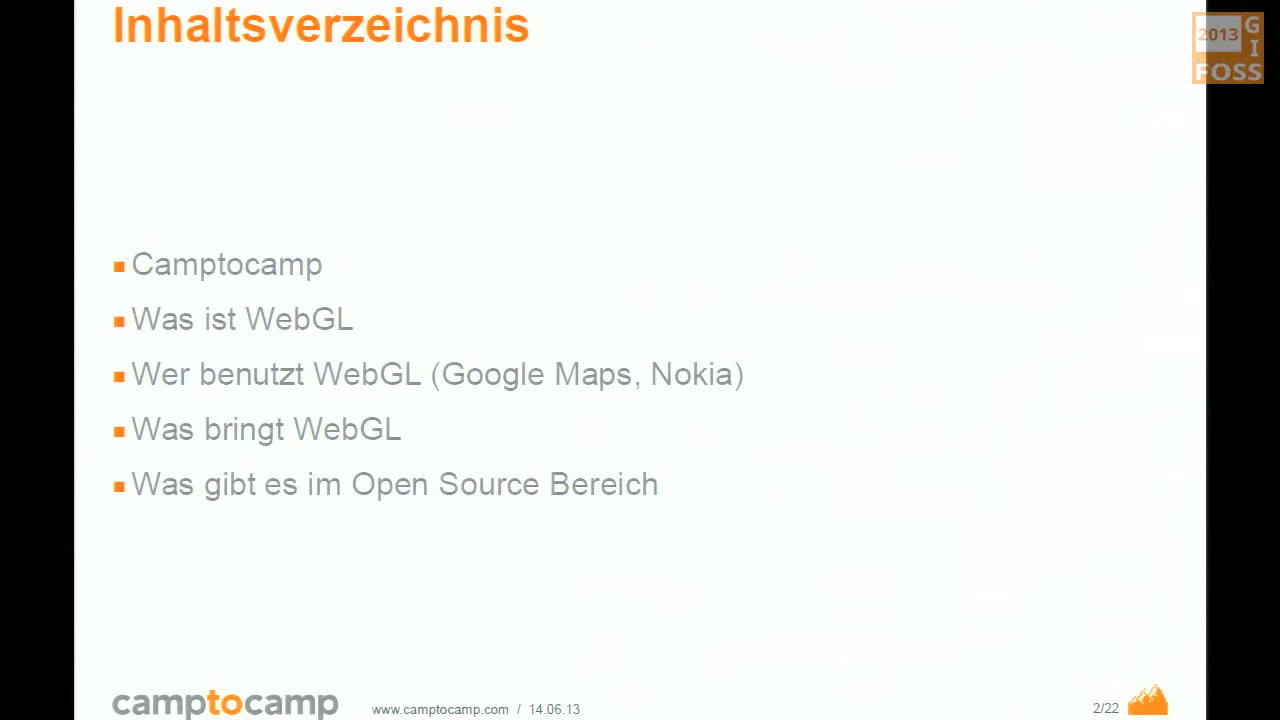 Inhaltsverzeichnis
2013 G
I
FOSS
Camptocamp
Was ist WebGL
Wer benutzt WebGL (Google Maps, Nokia)
Was bringt WebGL
Was gibt es im Open Source Bereich
camptocamp www.camptocamp.com / 14.06.13 2/22